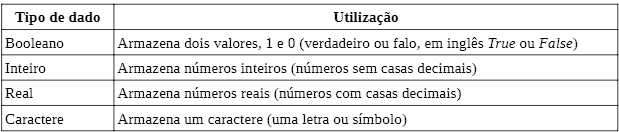 Tipo de dado Utilização
Booleano Armazena dois valores, 1 e 0 (verdadeiro ou falo, em inglês True ou False)
Inteiro Armazena números inteiros (números sem casas decimais)
Real Armazena números reais (números com casas decimais)
Caractere Armazena um caractere (uma letra ou símbolo)